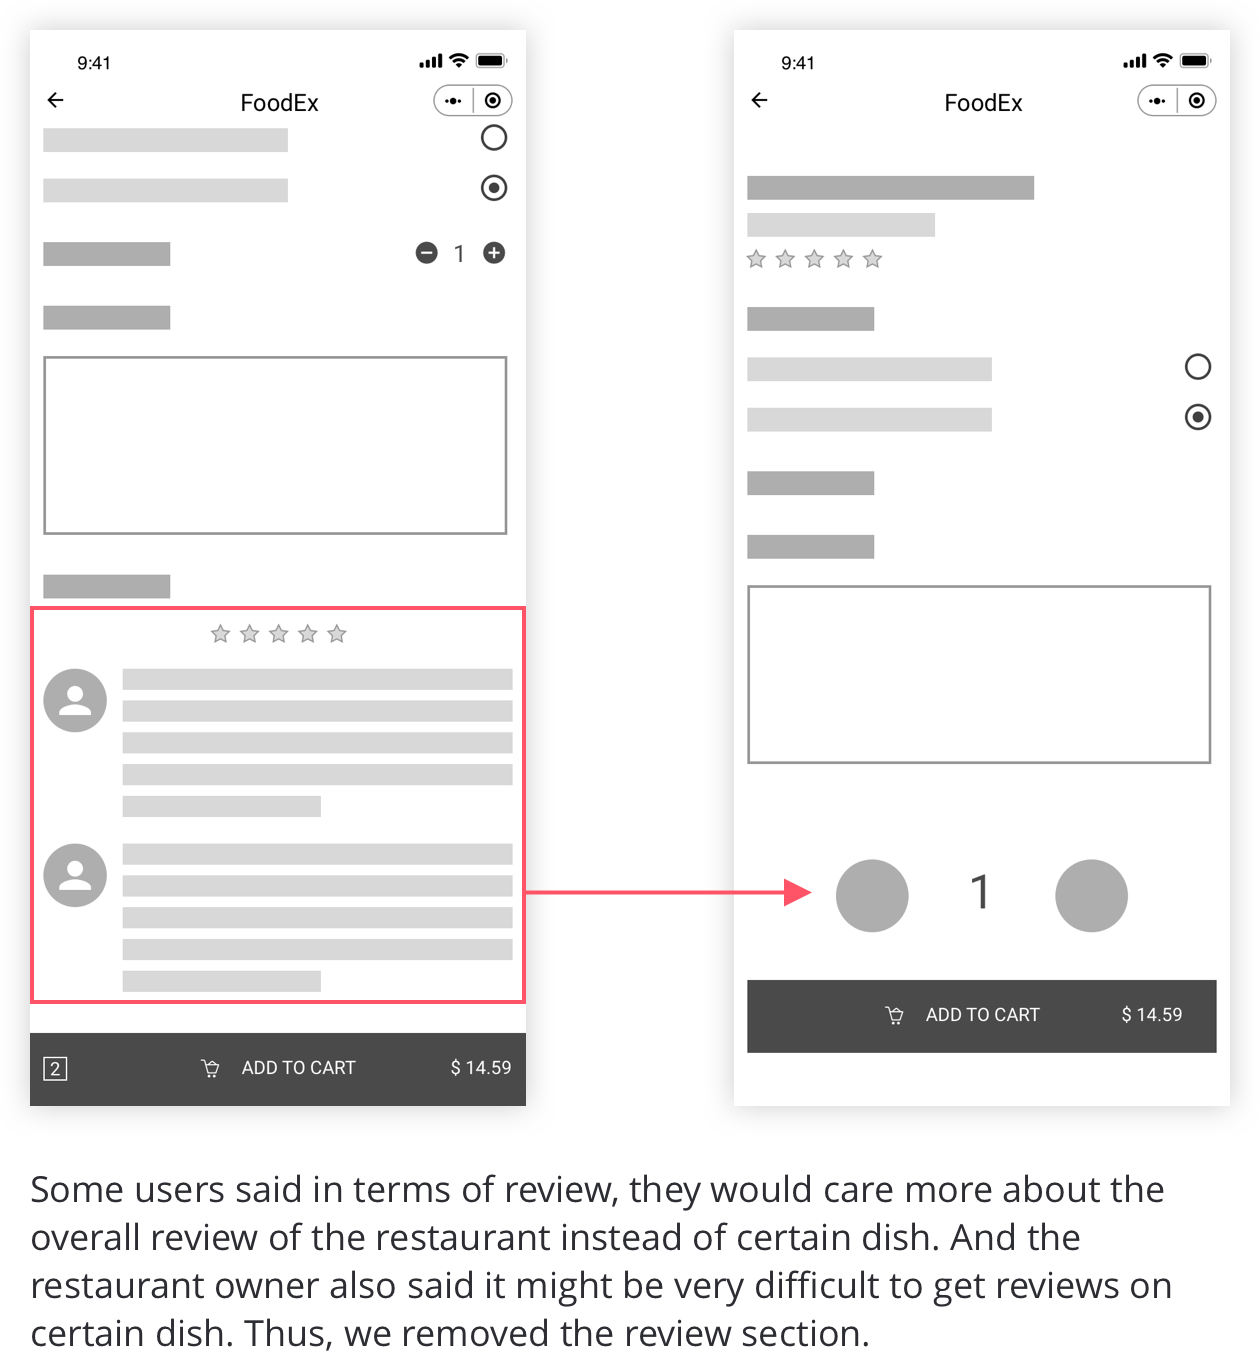 9:41
FoodEx
1
2
ADD TO CART
$ 14.59
9:41
FoodEx
1
ADD TO CART
$ 14.59
Some users said in terms of review, they would care more about the
overall review of the restaurant instead of certain dish. And the
restaurant owner also said it might be very difficult to get reviews on
certain dish. Thus, we removed the review section.